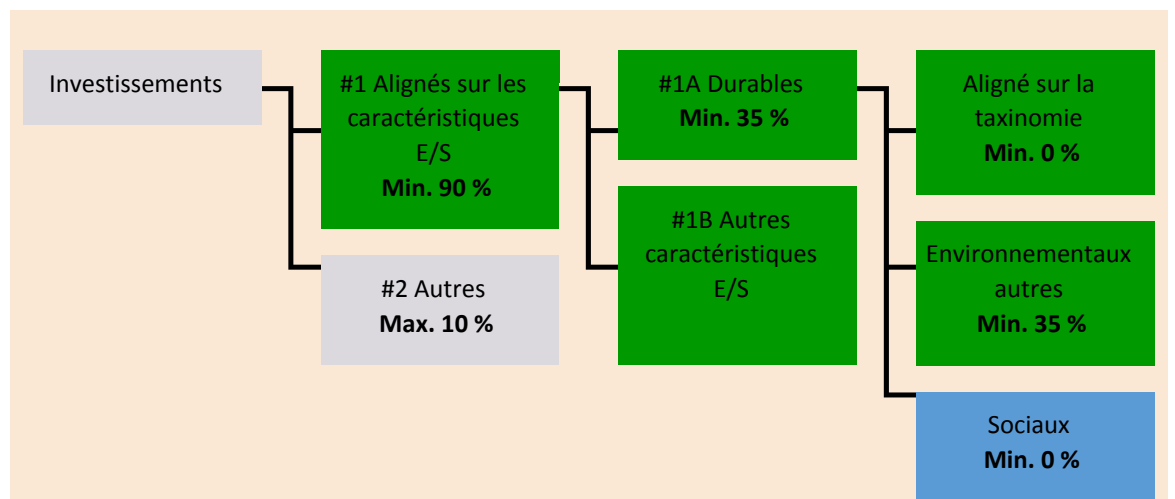 Investissements
#1 Alignés sur les
caractéristiques
E/S
Min. 90 %
#2 Autres
Max. 10 %
#1A Durables
Min. 35 %
#1B Autres
caractéristiques
E/S
Aligné sur la
taxinomie
Min. 0 %
Environnementaux
autres
Min. 35 %
Sociaux
Min. 0 %